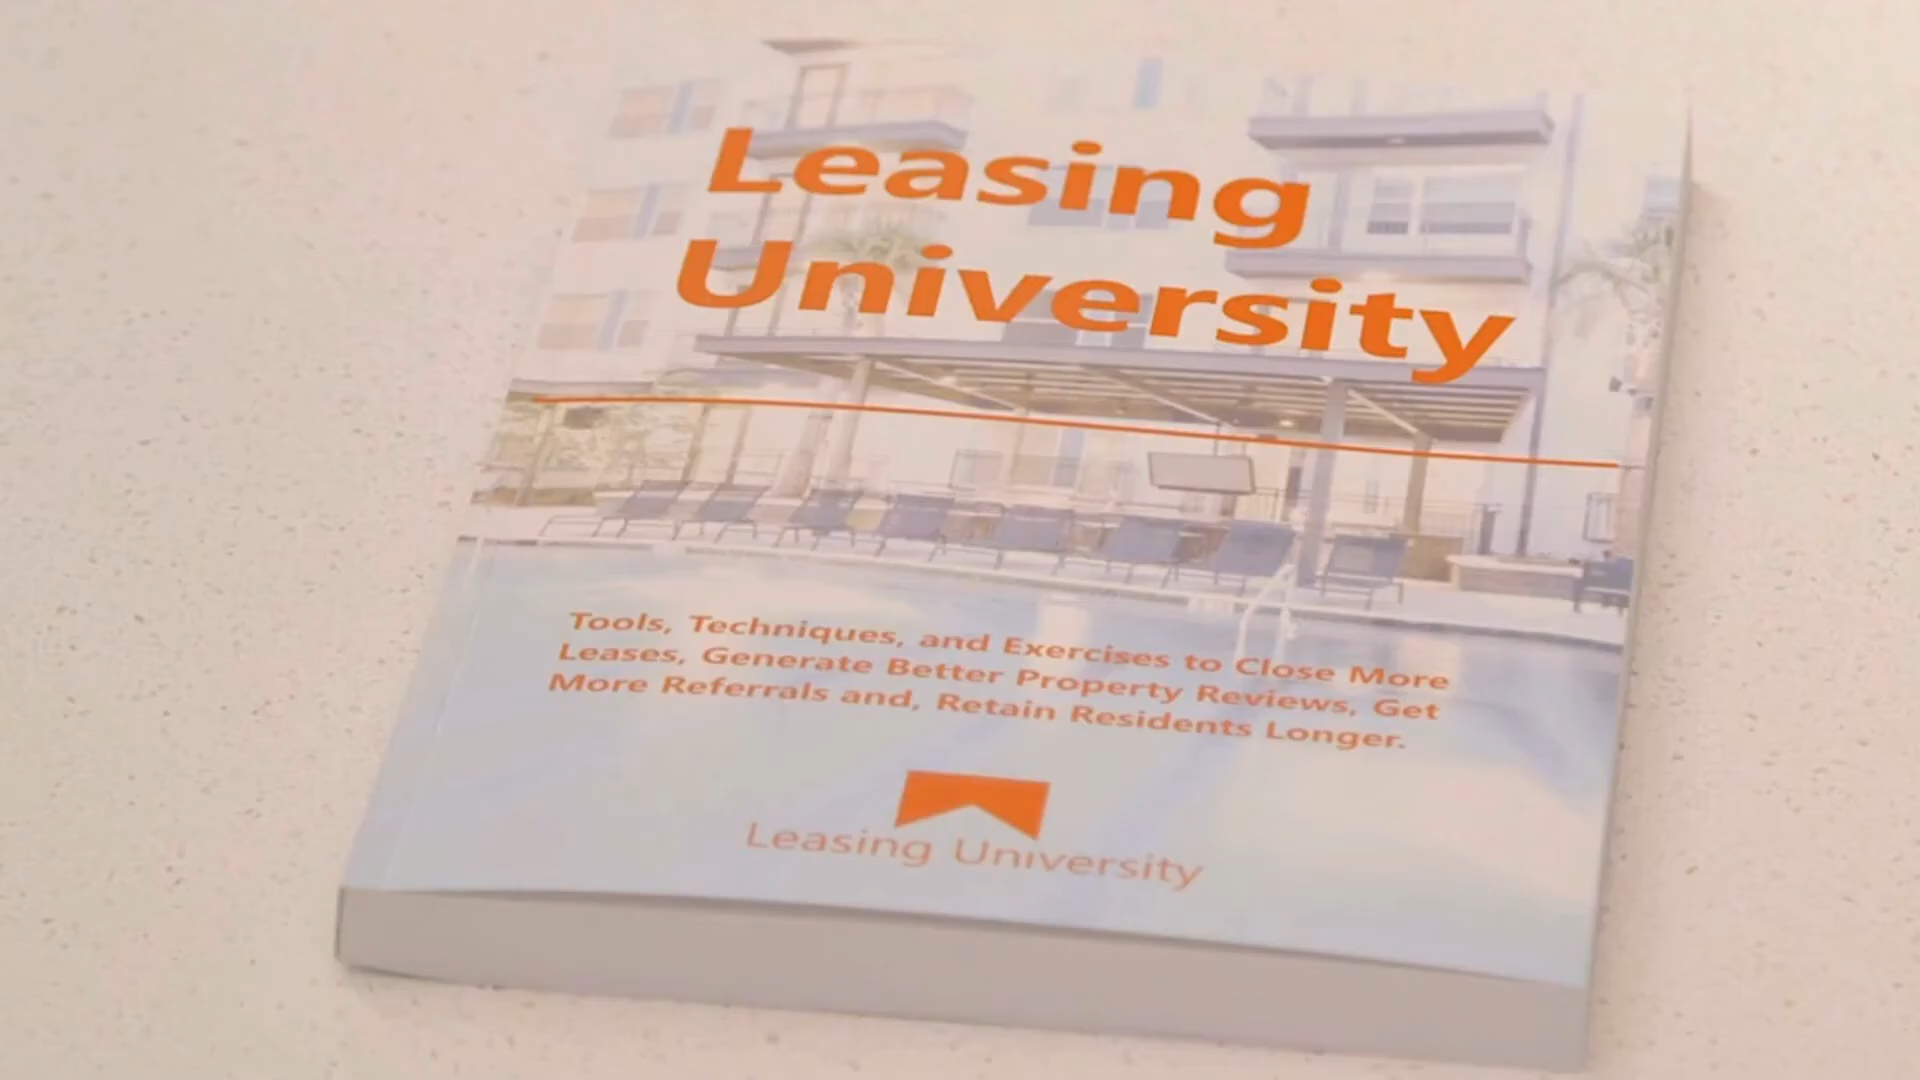 Leasing
University
Tools, Techniques, and Exercises to Close More
Leases, Generate Better Property Reviews, Get
More Referrals and, Retain Residents Longer.
Leasing University